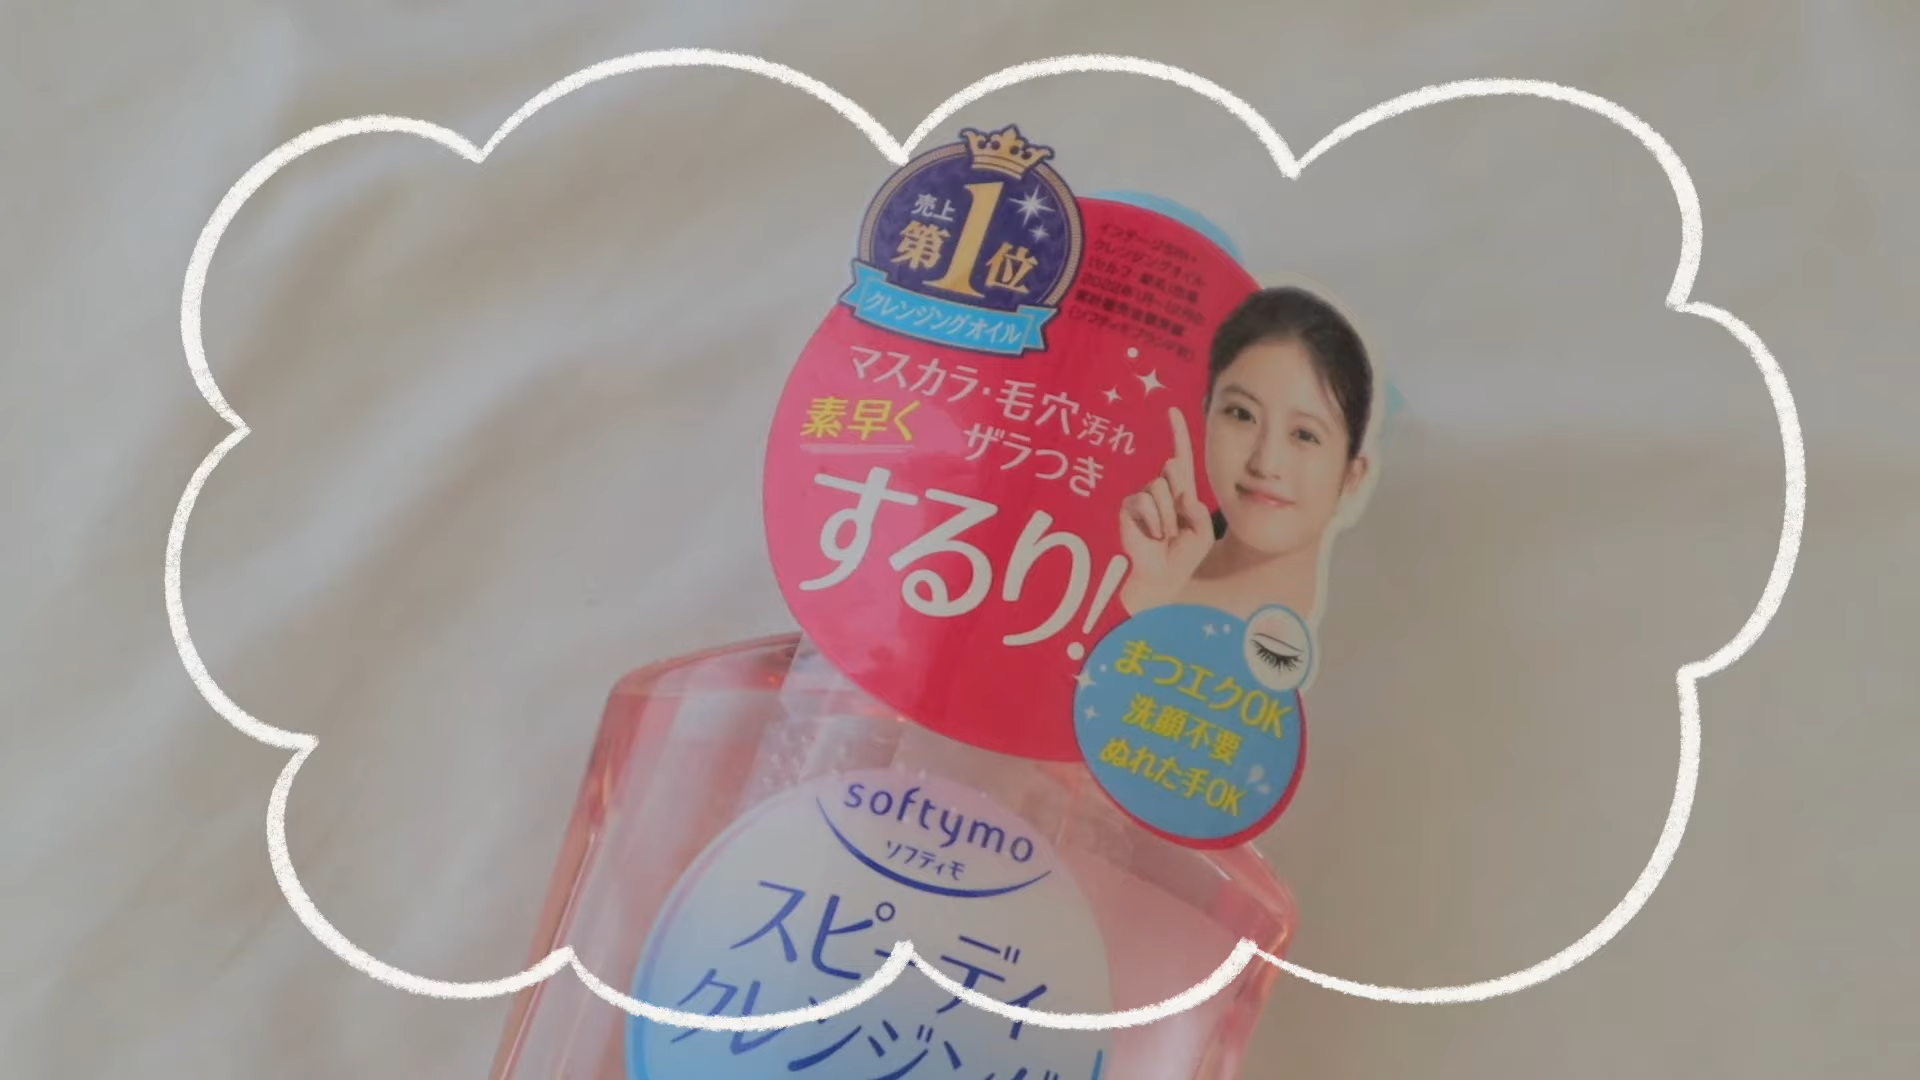 売上
第1位
クレンジングオイル
マスカラ・毛穴汚れ
素早く ザラつき
するり!
まつエクOK
洗顔不要
ぬれた手OK
softymo
ソフティモ
スピーディ
クレンジング